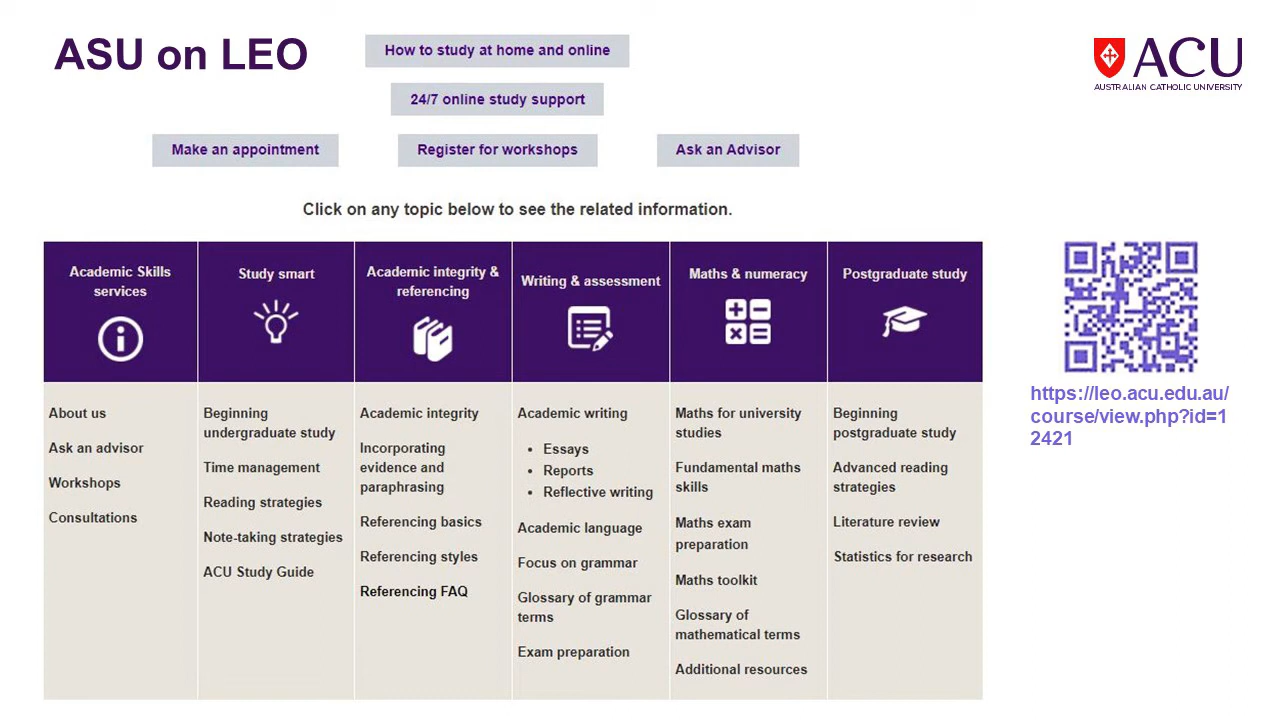 ASU on LEO
How to study at home and online
ACU
AUSTRALIAN CATHOLIC UNIVERSITY
24/7 online study support
Make an appointment
Register for workshops
Ask an Advisor
Click on any topic below to see the related information.
Academic Skills
services
Study smart
Academic integrity &
referencing
Writing & assessment
Maths & numeracy
Postgraduate study
About us
Ask an advisor
Workshops
Consultations
Beginning
undergraduate study
Time management
Reading strategies
Note-taking strategies
ACU Study Guide
Academic integrity
Incorporating
evidence and
paraphrasing
Referencing basics
Referencing styles
Referencing FAQ
Academic writing
• Essays
• Reports
• Reflective writing
Academic language
Focus on grammar
Glossary of grammar
terms
Exam preparation
Maths for university
studies
Fundamental maths
skills
Maths exam
preparation
Maths toolkit
Glossary of
mathematical terms
Additional resources
Beginning
postgraduate study
Advanced reading
strategies
Literature review
Statistics for research
https://leo.acu.edu.au/
course/view.php?id=1
2421